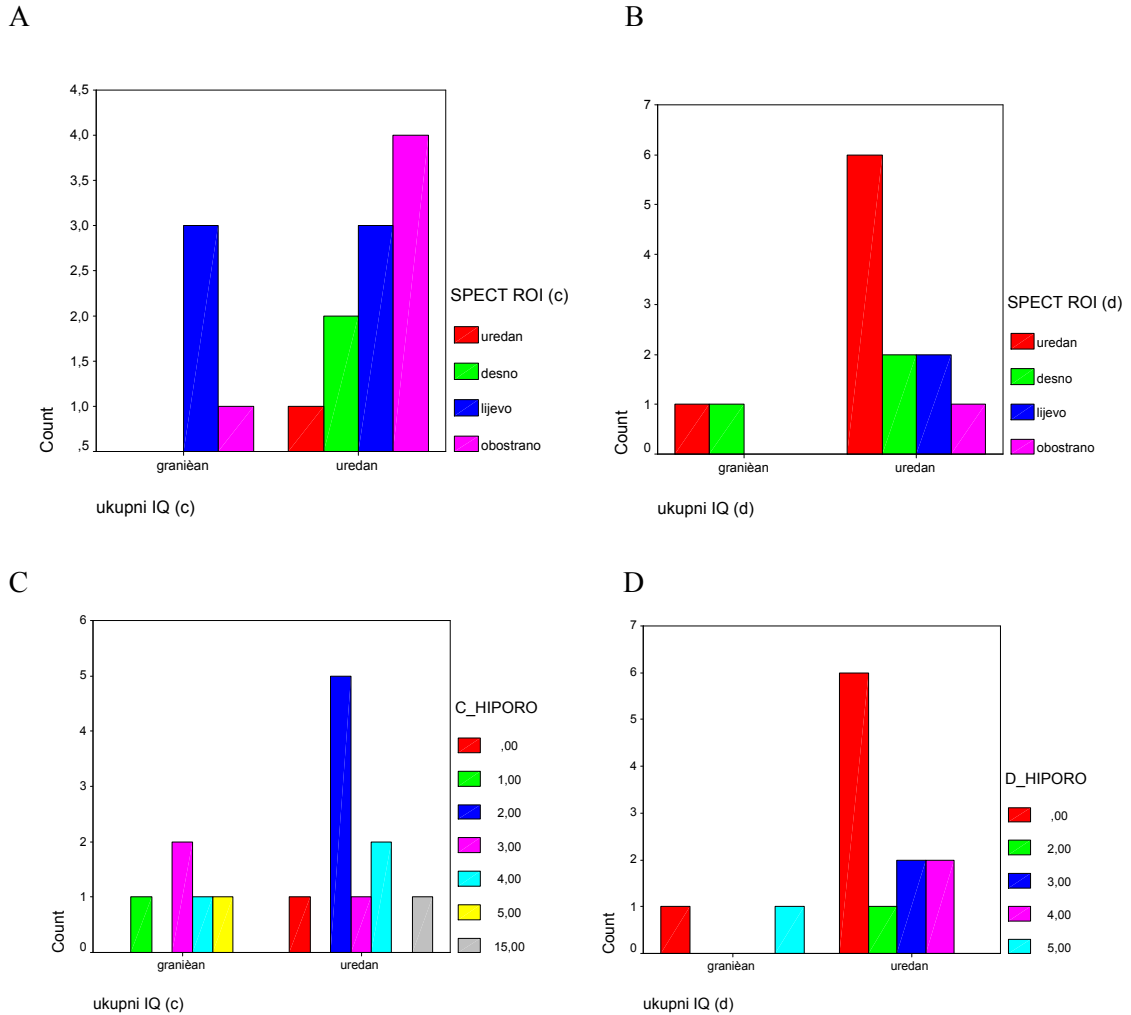 A
4,5
4,0
3,5
3,0
2,5
2,0
1,5
1,0
,5
Count
granièan
uredan
ukupni IQ (c)
SPECT ROI (c)
uredan
desno
lijevo
obostrano
B
7
6
5
4
3
2
1
0
Count
granièan
uredan
ukupni IQ (d)
SPECT ROI (d)
uredan
desno
lijevo
obostrano
C
6
5
4
3
2
1
0
Count
granièan
uredan
ukupni IQ (c)
C_HIPORO
,00
1,00
2,00
3,00
4,00
5,00
15,00
D
7
6
5
4
3
2
1
0
Count
granièan
uredan
ukupni IQ (d)
D_HIPORO
,00
2,00
3,00
4,00
5,00